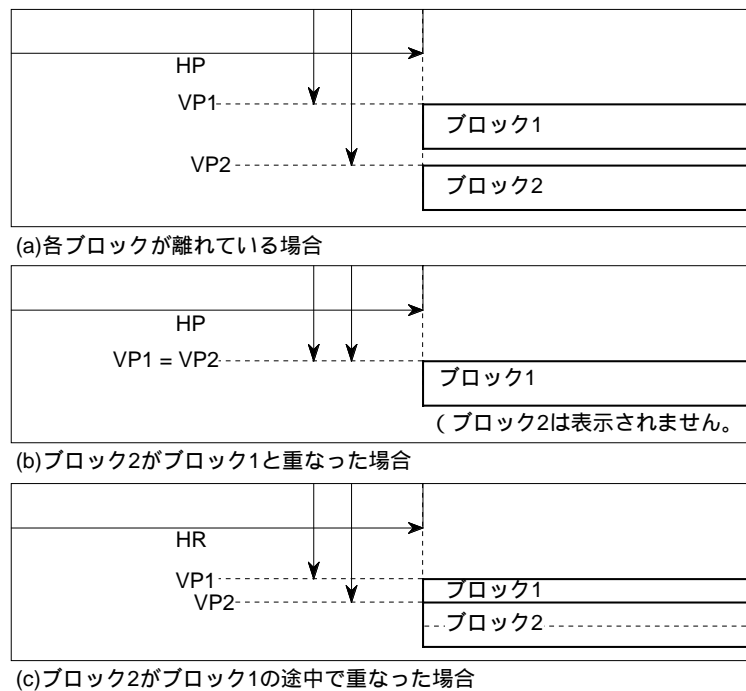 HP
VP1
ブロック1
VP2
ブロック2
(a)各ブロックが離れている場合
HP
VP1 = VP2
ブロック1
(ブロック2は表示されません。
(b)ブロック2がブロック1と重なった場合
HR
VP1
ブロック1
VP2
ブロック2
(c)ブロック2がブロック1の途中で重なった場合